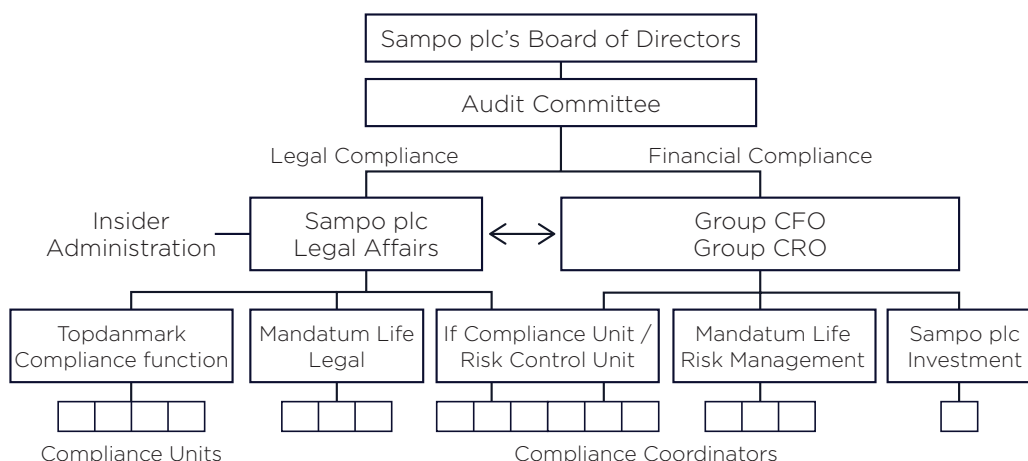 Sampo plc's Board of Directors
Audit Committee
Legal Compliance
Financial Compliance
Insider
Administration
Sampo plc
Legal Affairs
Group CFO
Group CRO
Topdanmark
Compliance function
Mandatum Life
Legal
If Compliance Unit /
Risk Control Unit
Mandatum Life
Risk Management
Sampo plc
Investment
Compliance Units
Compliance Coordinators